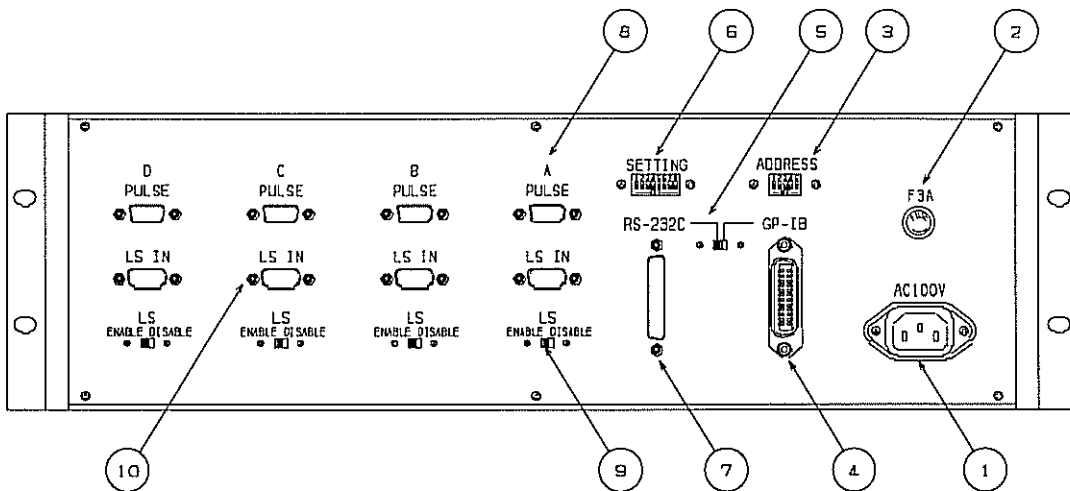 8 6 5 3 2
D C B A SETTING ADDRESS
PULSE PULSE PULSE PULSE F3A
RS-232C GP-IB
LS IN LS IN LS IN LS IN
AC100V
LS LS LS LS
ENABLE DISABLE ENABLE DISABLE ENABLE DISABLE ENABLE DISABLE
10 9 7 4 1